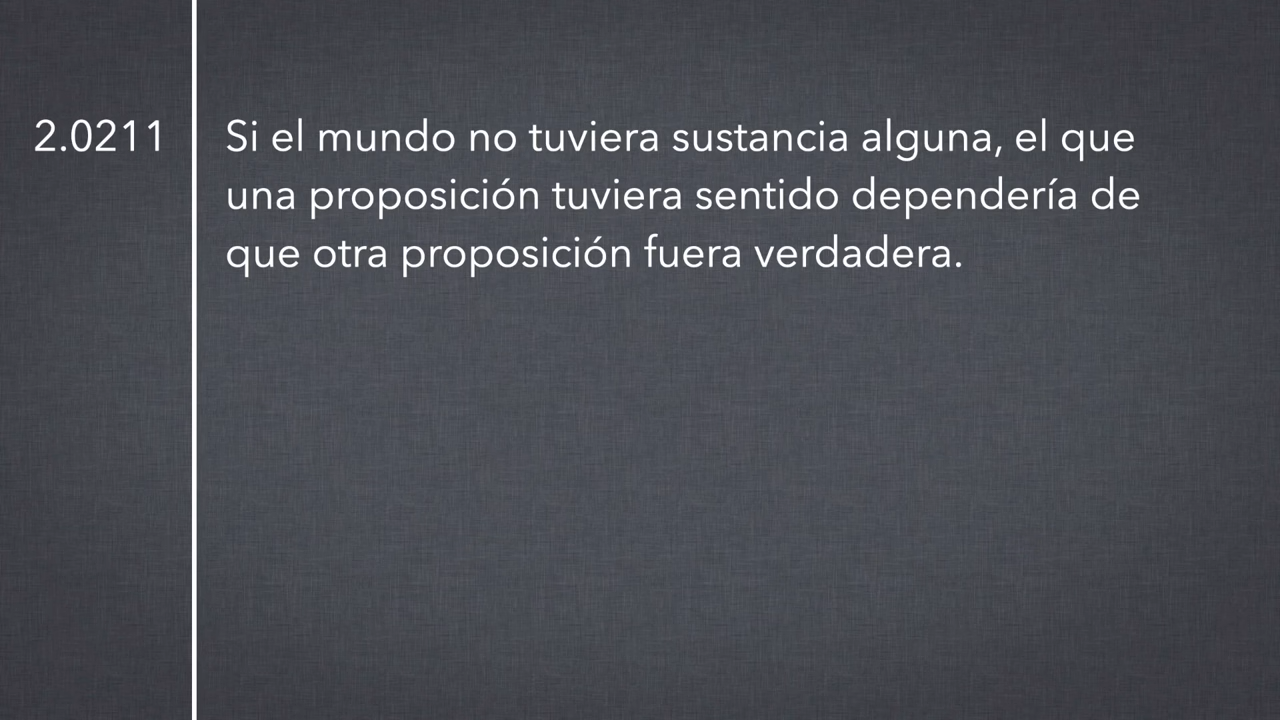 2.0211 Si el mundo no tuviera sustancia alguna, el que
una proposición tuviera sentido dependería de
que otra proposición fuera verdadera.